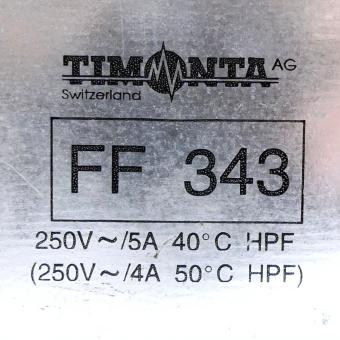 TIMONTA AG
Switzerland
FF 343
250V~/5A 40°C HPF
(250V~/4A 50°C HPF)